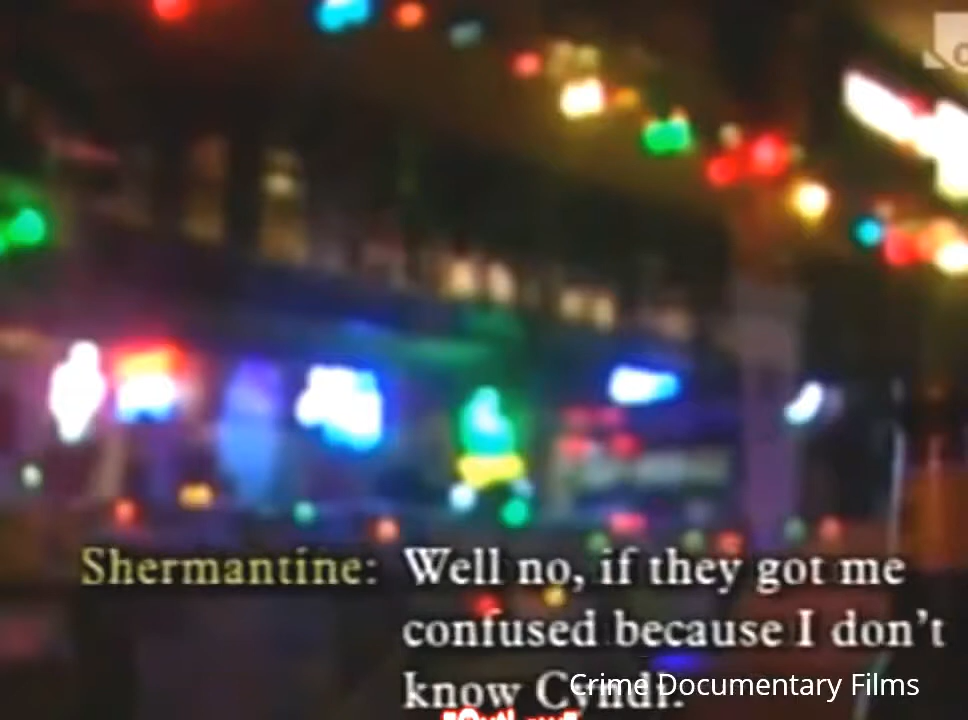 Shermantine: Well no, if they got me
confused because I don't
know Cyndi.
Crime Documentary Films